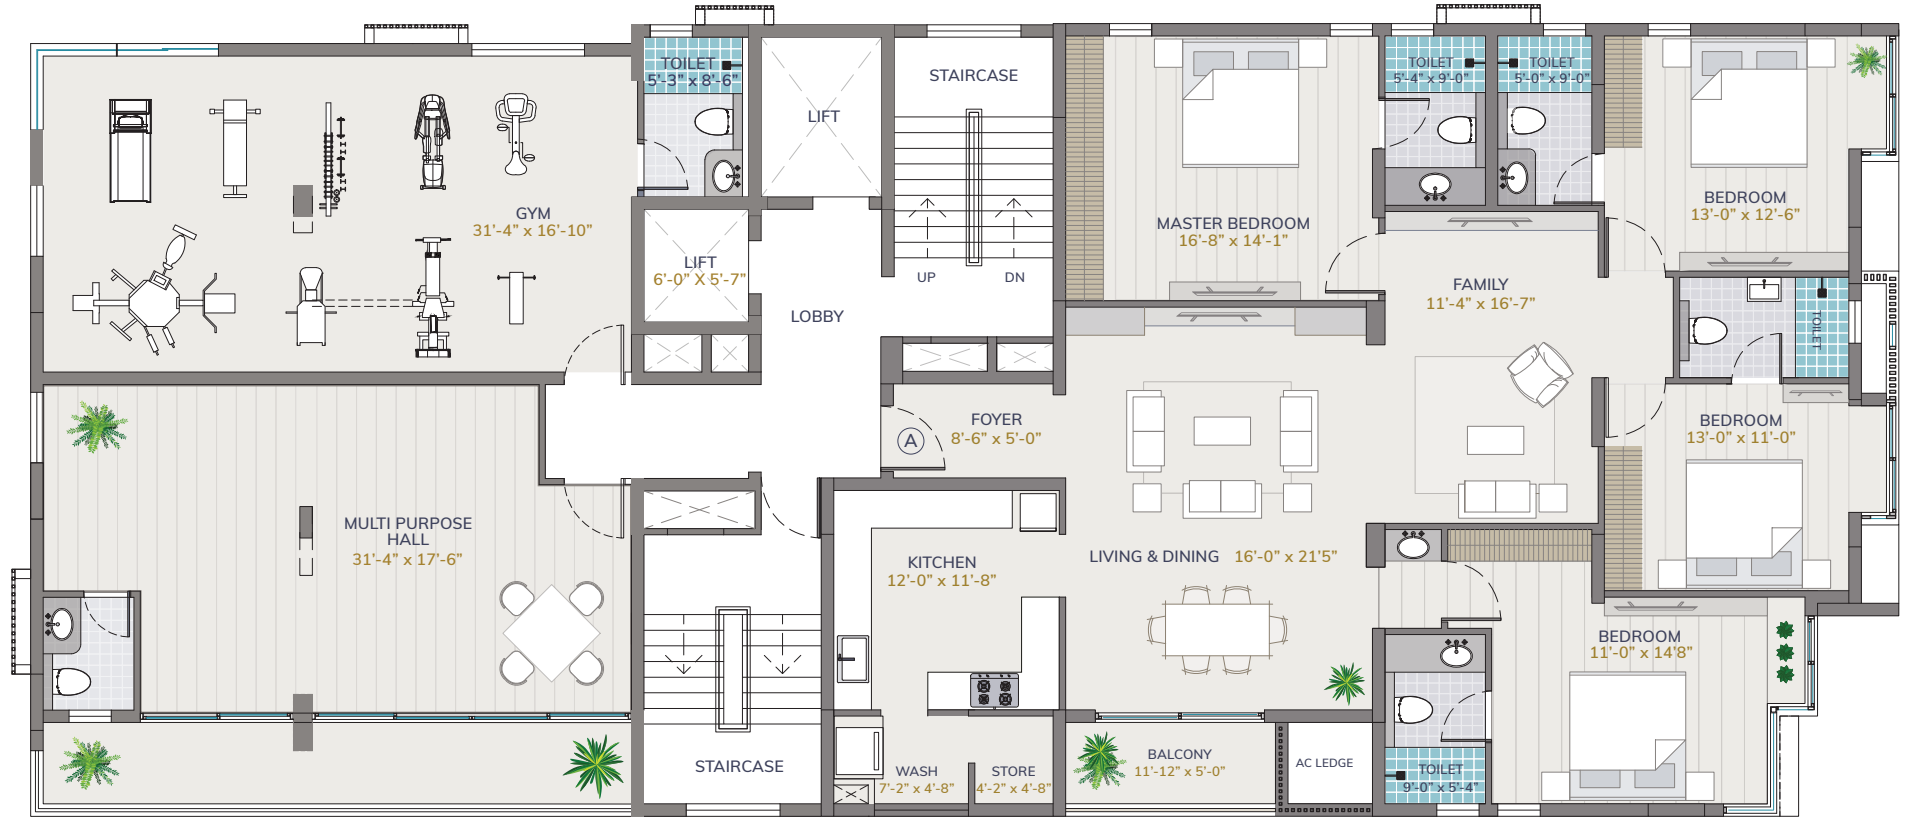 TOILET
5'-3” x 8'-6”
LIFT
STAIRCASE
UP
DN
GYM
31'-4” x 16'-10”
LIFT
6'-0” X 5'-7”
LOBBY
MASTER BEDROOM
16'-8” x 14'-1”
TOILET
5'-4” x 9'-0”
TOILET
5'-0” x 9'-0”
BEDROOM
13'-0” x 12'-6”
FAMILY
11'-4” x 16'-7”
TOILET
FOYER
8'-6” x 5'-0”
A
BEDROOM
13'-0” x 11'-0”
MULTI PURPOSE
HALL
31'-4” x 17'-6”
KITCHEN
12'-0” x 11'-8”
LIVING & DINING 16'-0” x 21'5”
BEDROOM
11'-0” x 14'8”
STAIRCASE
WASH
7'-2” x 4'-8”
STORE
4'-2” x 4'-8”
BALCONY
11'-12” x 5'-0”
AC LEDGE
TOILET
9'-0” x 5'-4”